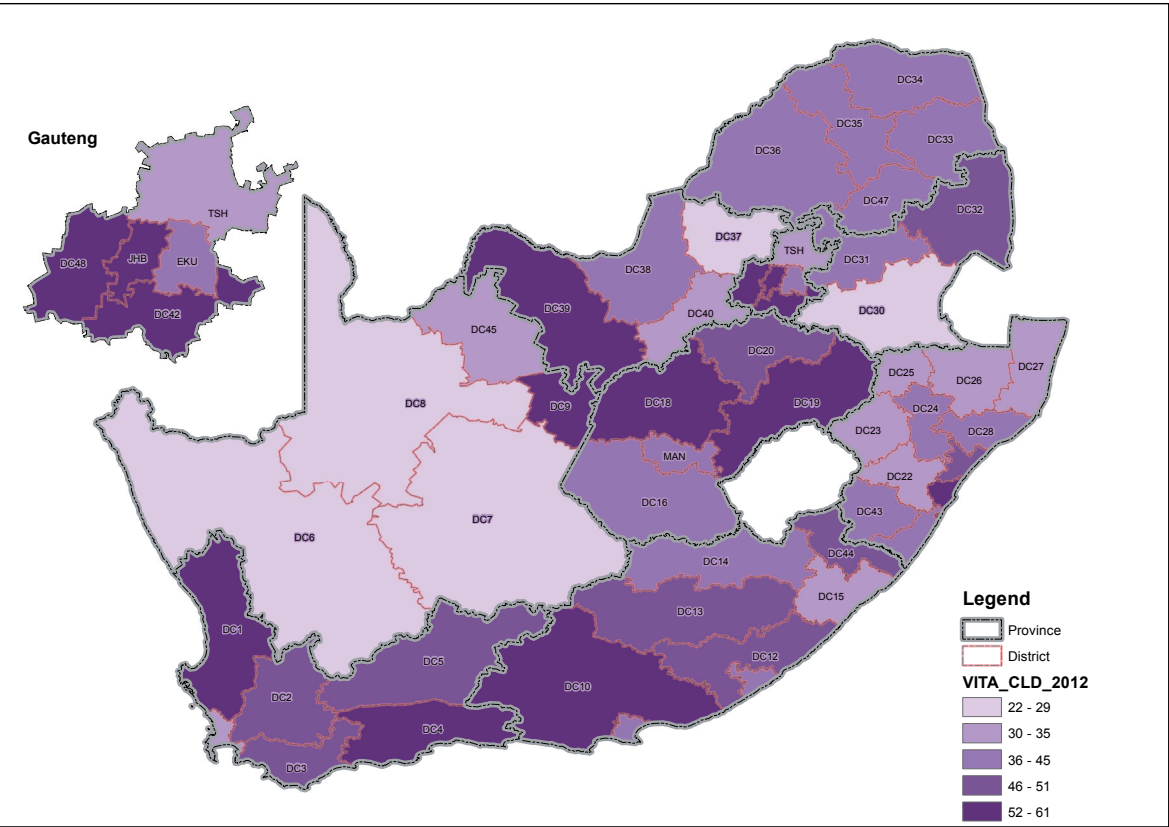 Gauteng
TSH
DC48
JHB
EKU
DC42
DC34
DC35
DC33
DC36
DC47
DC32
DC37
TSH
DC31
DC38
DC30
DC39
DC40
DC45
DC20
DC25
DC26
DC27
DC8
DC9
DC18
DC19
DC24
DC23
DC28
MAN
DC22
DC16
DC43
DC7
DC6
DC44
DC14
DC15
DC13
DC1
DC12
DC5
DC10
DC2
DC4
DC3
Legend
Province
District
VITA_CLD_2012
22 - 29
30 - 35
36 - 45
46 - 51
52 - 61